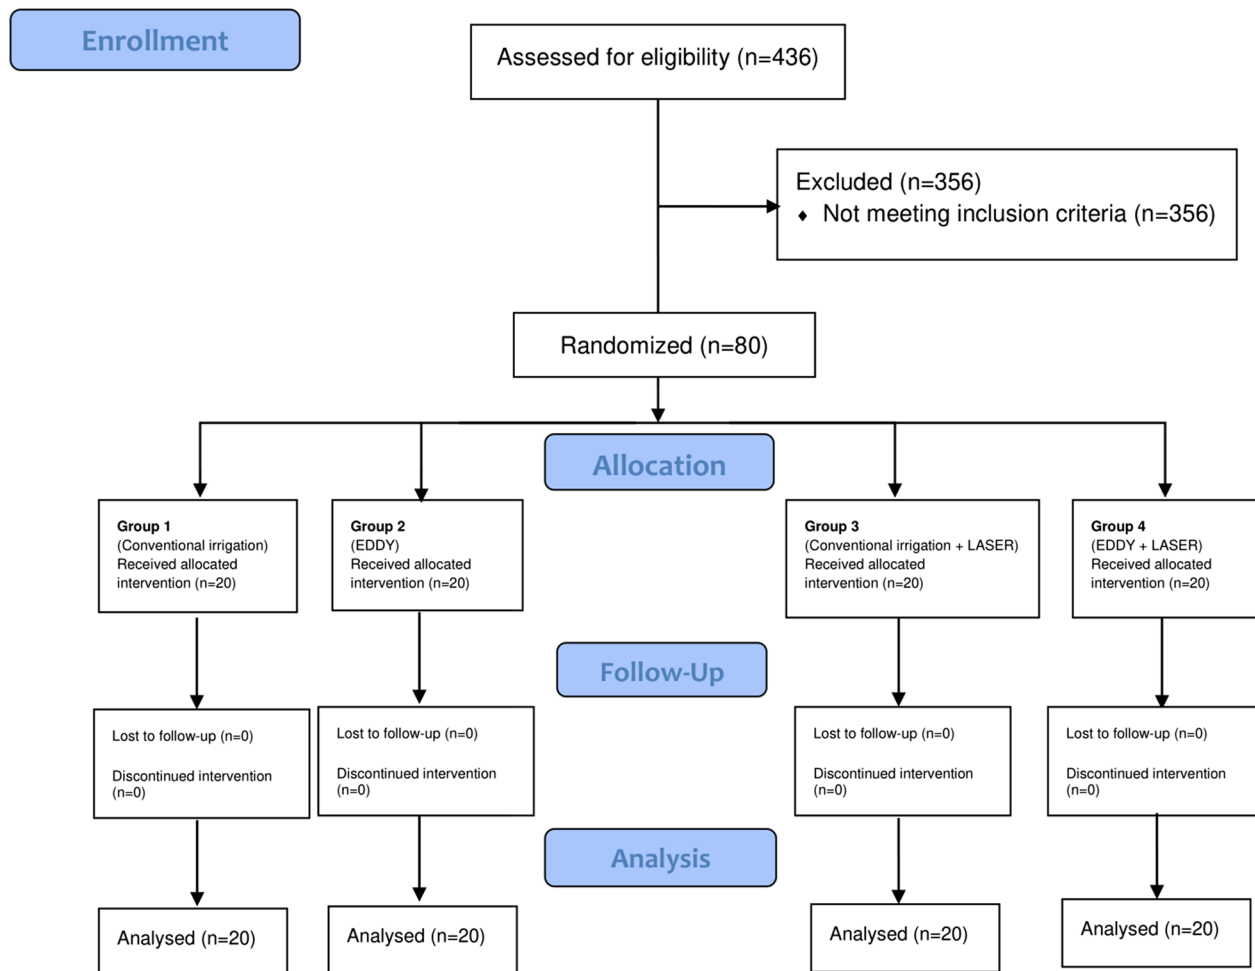 Enrollment
Assessed for eligibility (n=436)
Excluded (n=356)
♦ Not meeting inclusion criteria (n=356)
Randomized (n=80)
Allocation
Group 1
(Conventional irrigation)
Received allocated
intervention (n=20)
Group 2
(EDDY)
Received allocated
intervention (n=20)
Group 3
(Conventional irrigation + LASER)
Received allocated
intervention (n=20)
Group 4
(EDDY + LASER)
Received allocated
intervention (n=20)
Follow-Up
Lost to follow-up (n=0)
Discontinued intervention
(n=0)
Lost to follow-up (n=0)
Discontinued intervention
(n=0)
Lost to follow-up (n=0)
Discontinued intervention
(n=0)
Lost to follow-up (n=0)
Discontinued intervention
(n=0)
Analysis
Analysed (n=20)
Analysed (n=20)
Analysed (n=20)
Analysed (n=20)